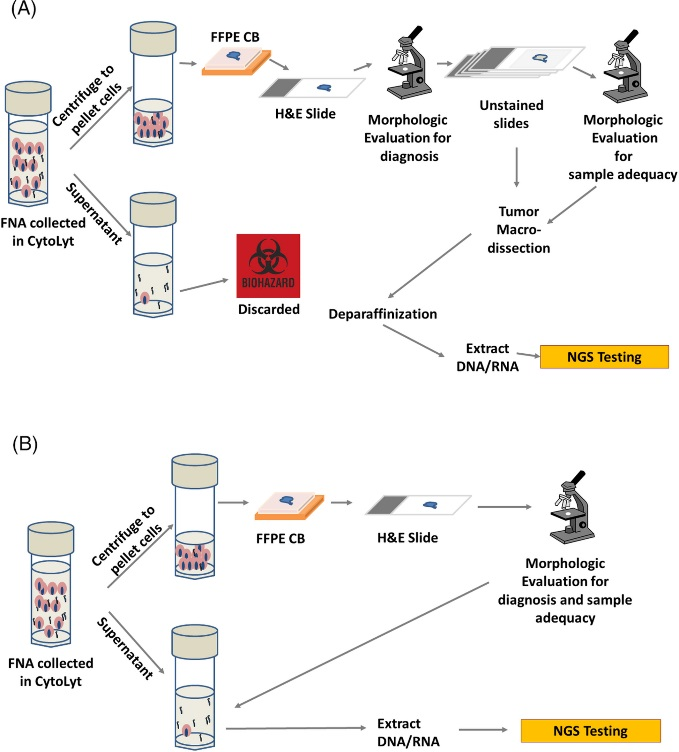 (A)
FFPE CB
Centrifuge to
pellet cells
H&E Slide
Morphologic
Evaluation for
diagnosis
Unstained
slides
Morphologic
Evaluation
for
sample adequacy
FNA collected
in CytoLyt
Supernatant
BIOHAZARD
Discarded
Tumor
Macro-
dissection
Deparaffinization
Extract
DNA/RNA
NGS Testing
(B)
Centrifuge to
pellet cells
FFPE CB
H&E Slide
Morphologic
Evaluation for
diagnosis and sample
adequacy
FNA collected
in CytoLyt
Supernatant
Extract
DNA/RNA
NGS Testing